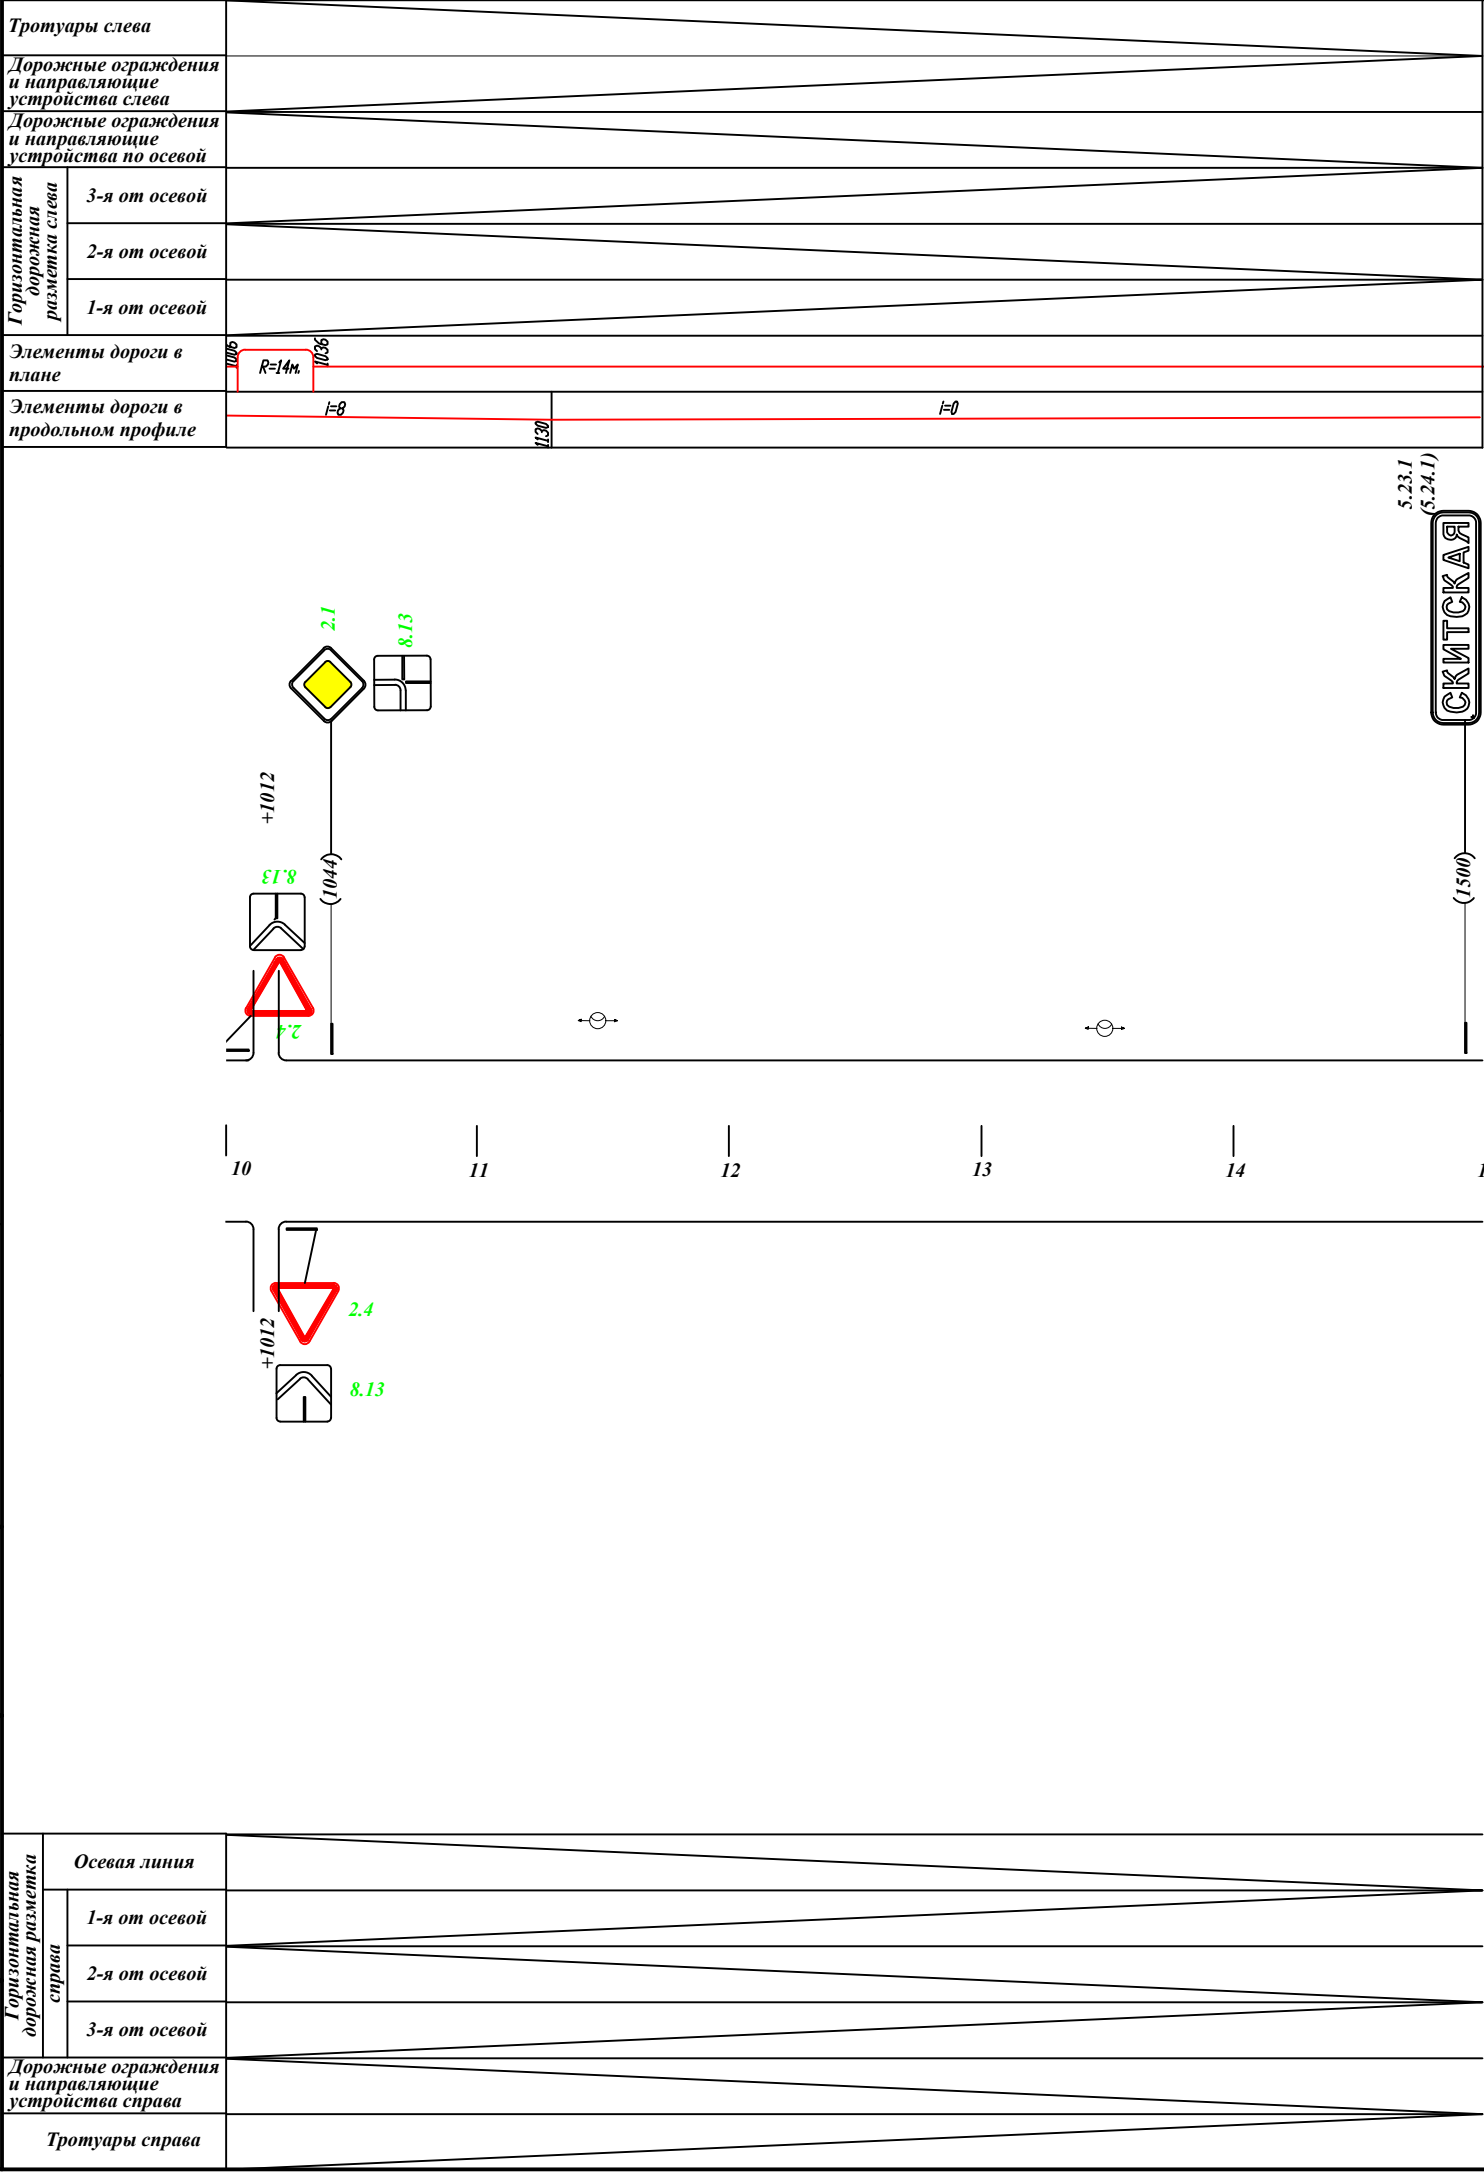 Тротуары слева
Дорожные ограждения
и направляющие
устройства слева
Дорожные ограждения
и направляющие
устройства по осевой
Горизонтальная
дорожная
разметка слева
3-я от осевой
2-я от осевой
1-я от осевой
Элементы дороги в
плане
1006
R=14м.
1036
Элементы дороги в
продольном профиле
i=8
1130
i=0
5.23.1
(5.24.1)
СКИТСКАЯ
2.1
8.13
+1012
8.13
(1044)
(1500)
2.4
10
11
12
13
14
1
2.4
+1012
8.13
Горизонтальная
дорожная разметка
справа
Осевая линия
1-я от осевой
2-я от осевой
3-я от осевой
Дорожные ограждения
и направляющие
устройства справа
Тротуары справа